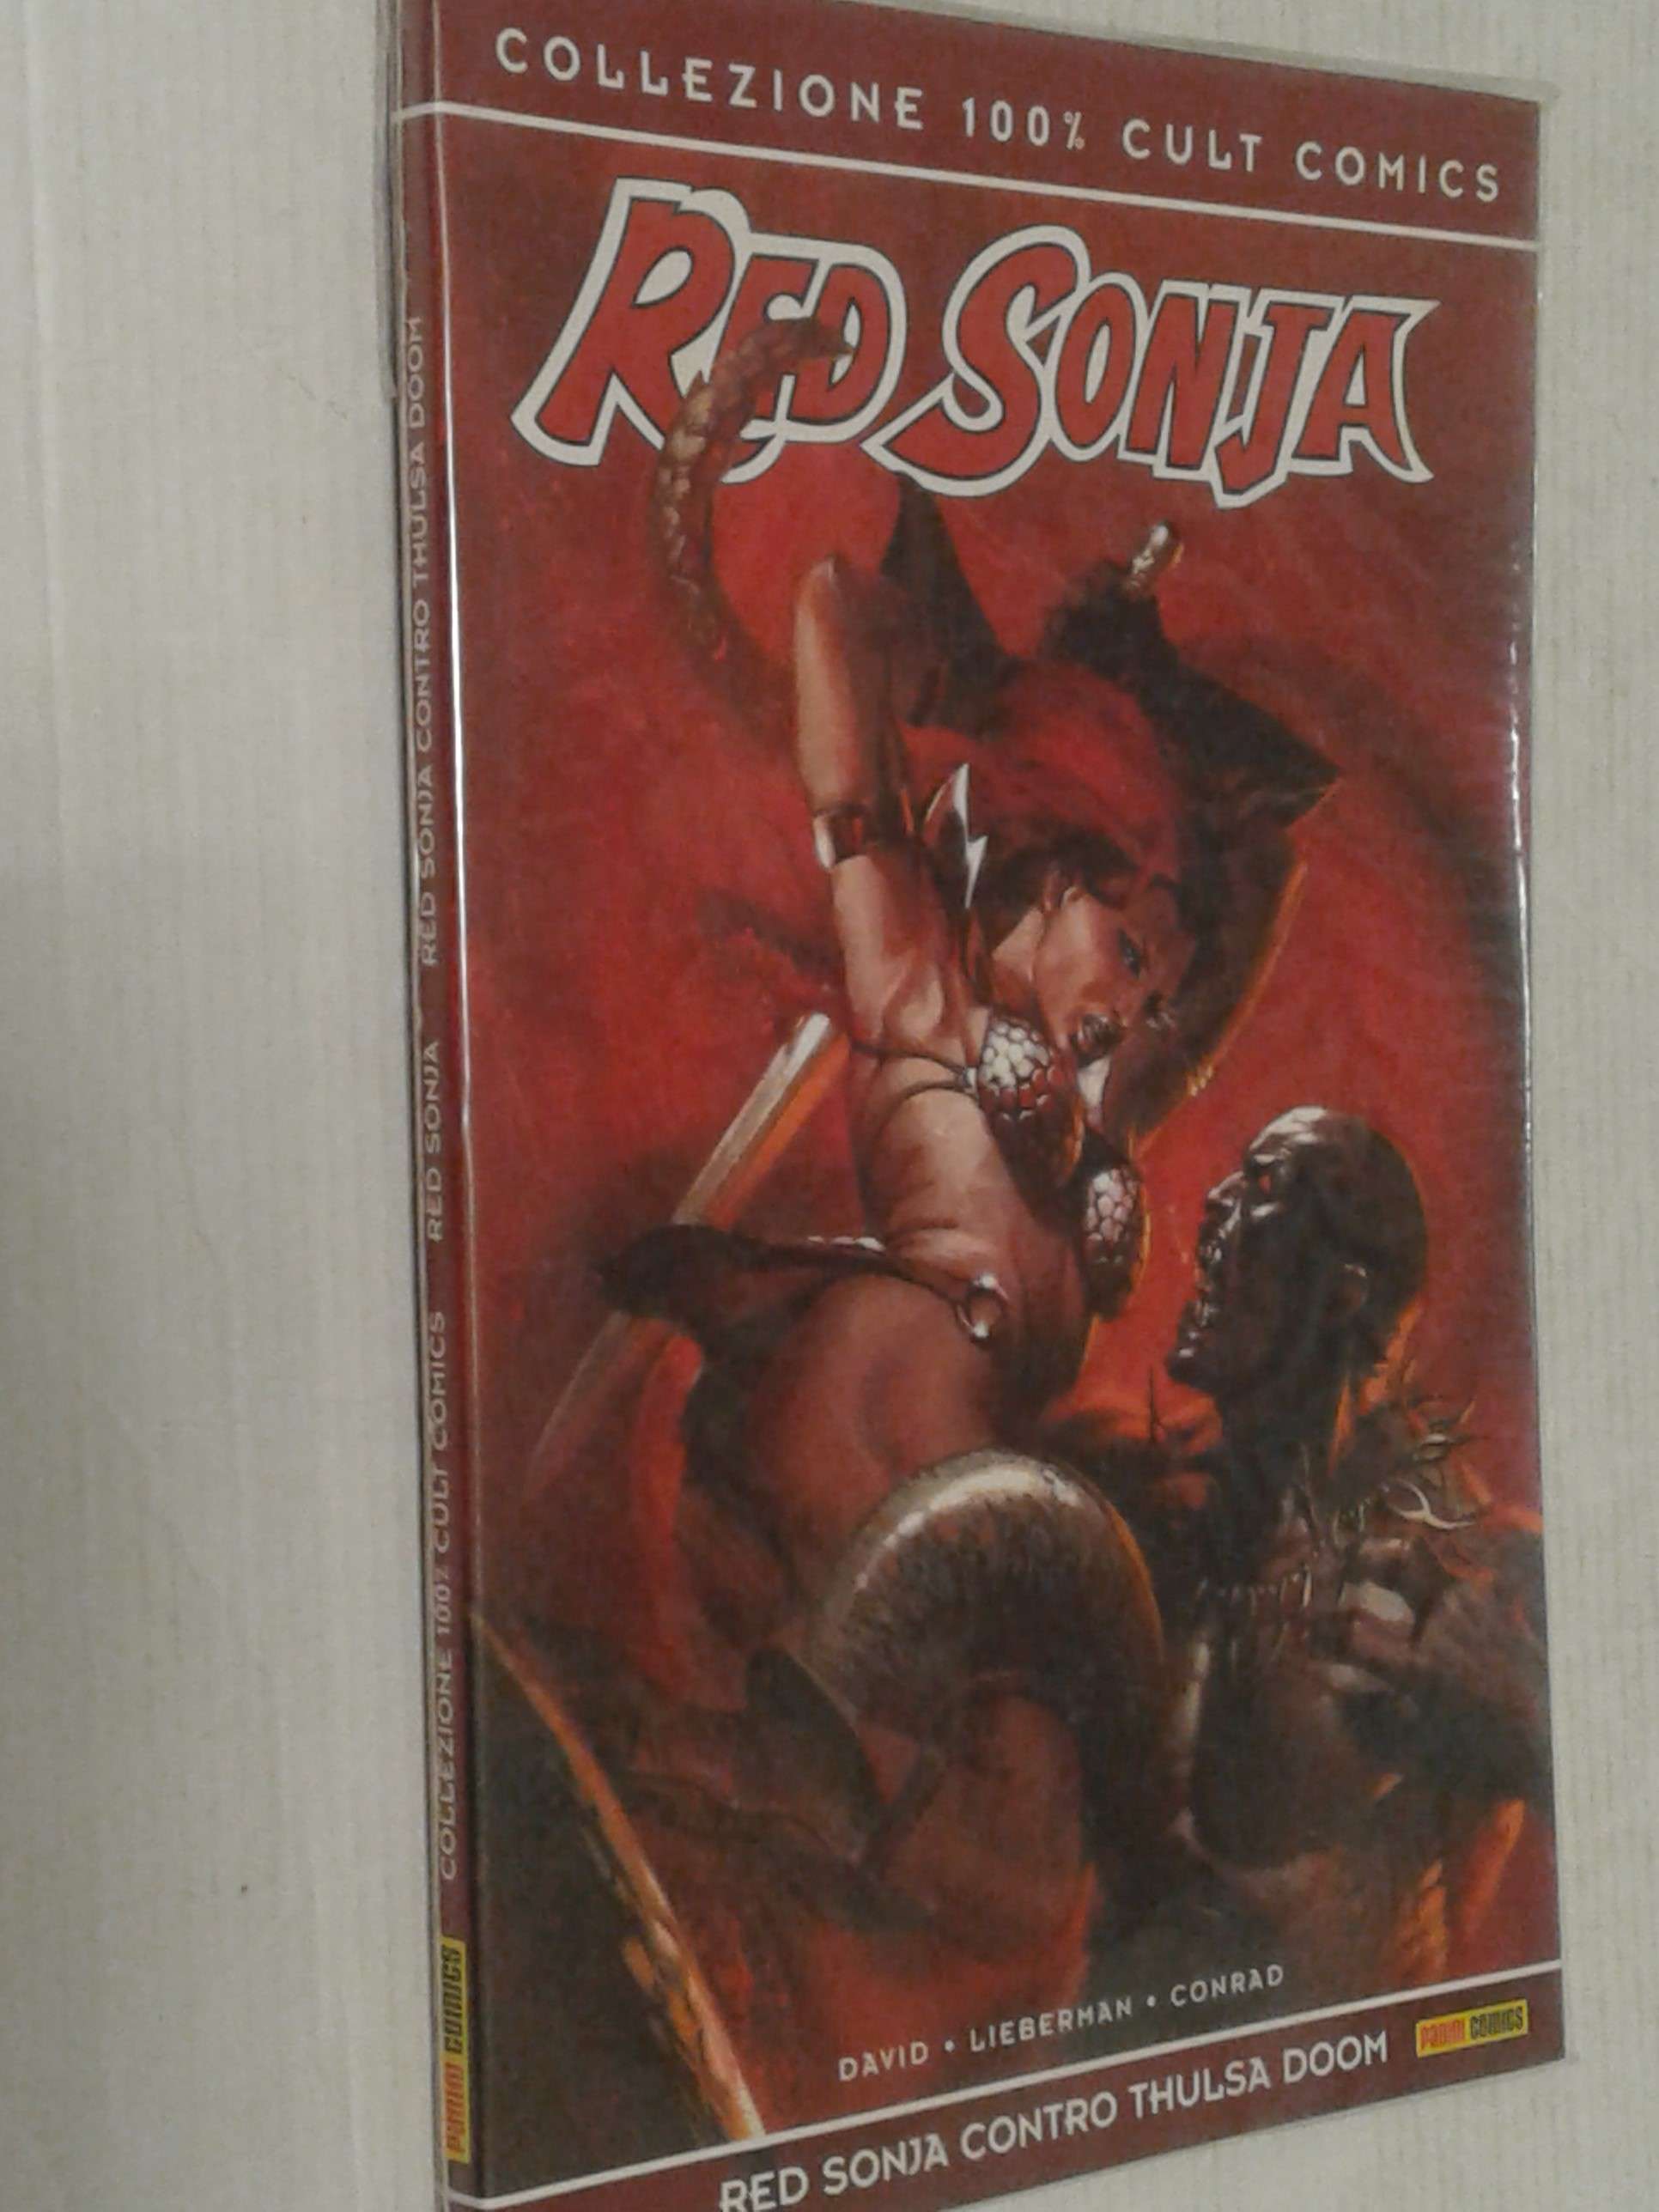 COLLEZIONE 100% CULT COMICS
RED SONJA
DAVID • LIEBERMAN • CONRAD
RED SONJA CONTRO THULSA DOOM
PANINI COMICS
PANINI COMICS COLLEZIONE 100% CULT COMICS RED SONJA RED SONJA CONTRO THULSA DOOM